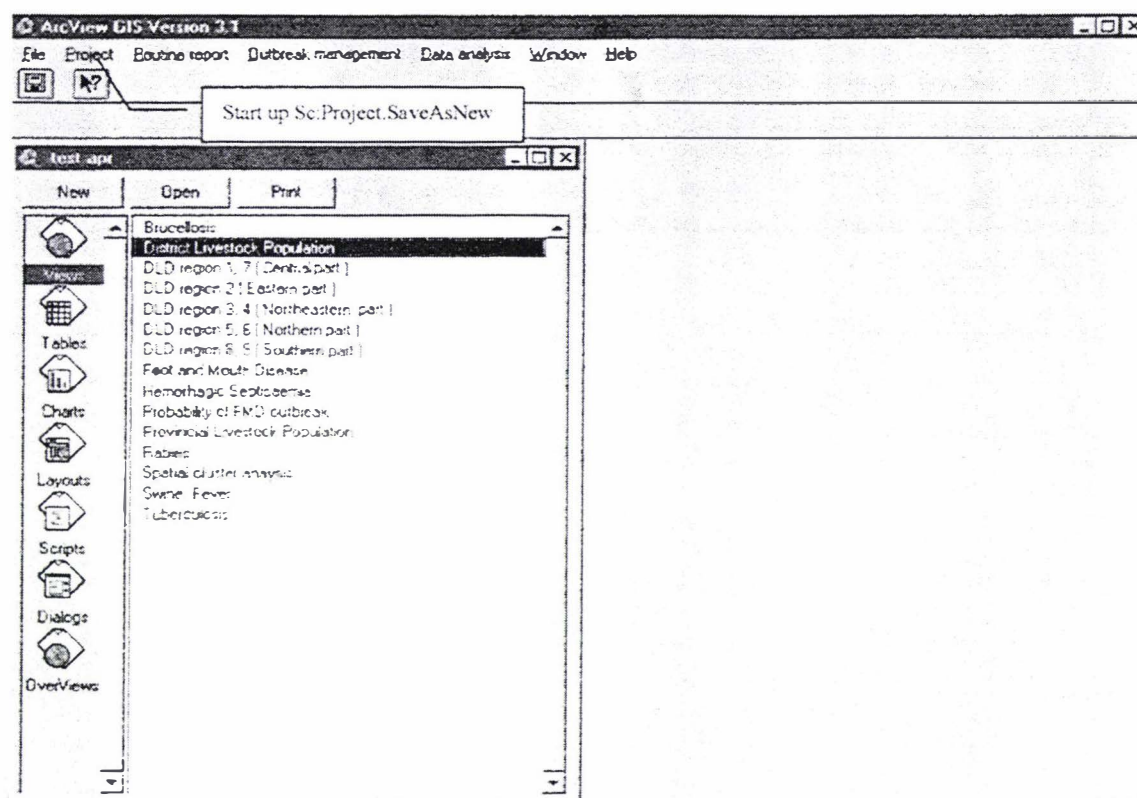 ArcView GIS Version 3.1
File Project Routine report Outbreak management Data analysis Window Help
Start up Sc:Project.SaveAsNew
test.apr
New Open Print
Views
Tables
Charts
Layouts
Scripts
Dialogs
OverViews
Brucellosis
District Livestock Population
DLD region 1, 7 ( Central part )
DLD region 2 ( Eastern part )
DLD region 3, 4 ( Northeastern part )
DLD region 5, 6 ( Northern part )
DLD region 8, 9 ( Southern part )
Foot and Mouth Disease
Hemorrhagic Septicaemia
Probability of FMD outbreak
Provincial Livestock Population
Rabies
Spatial cluster analysis
Swine Fever
Tuberculosis